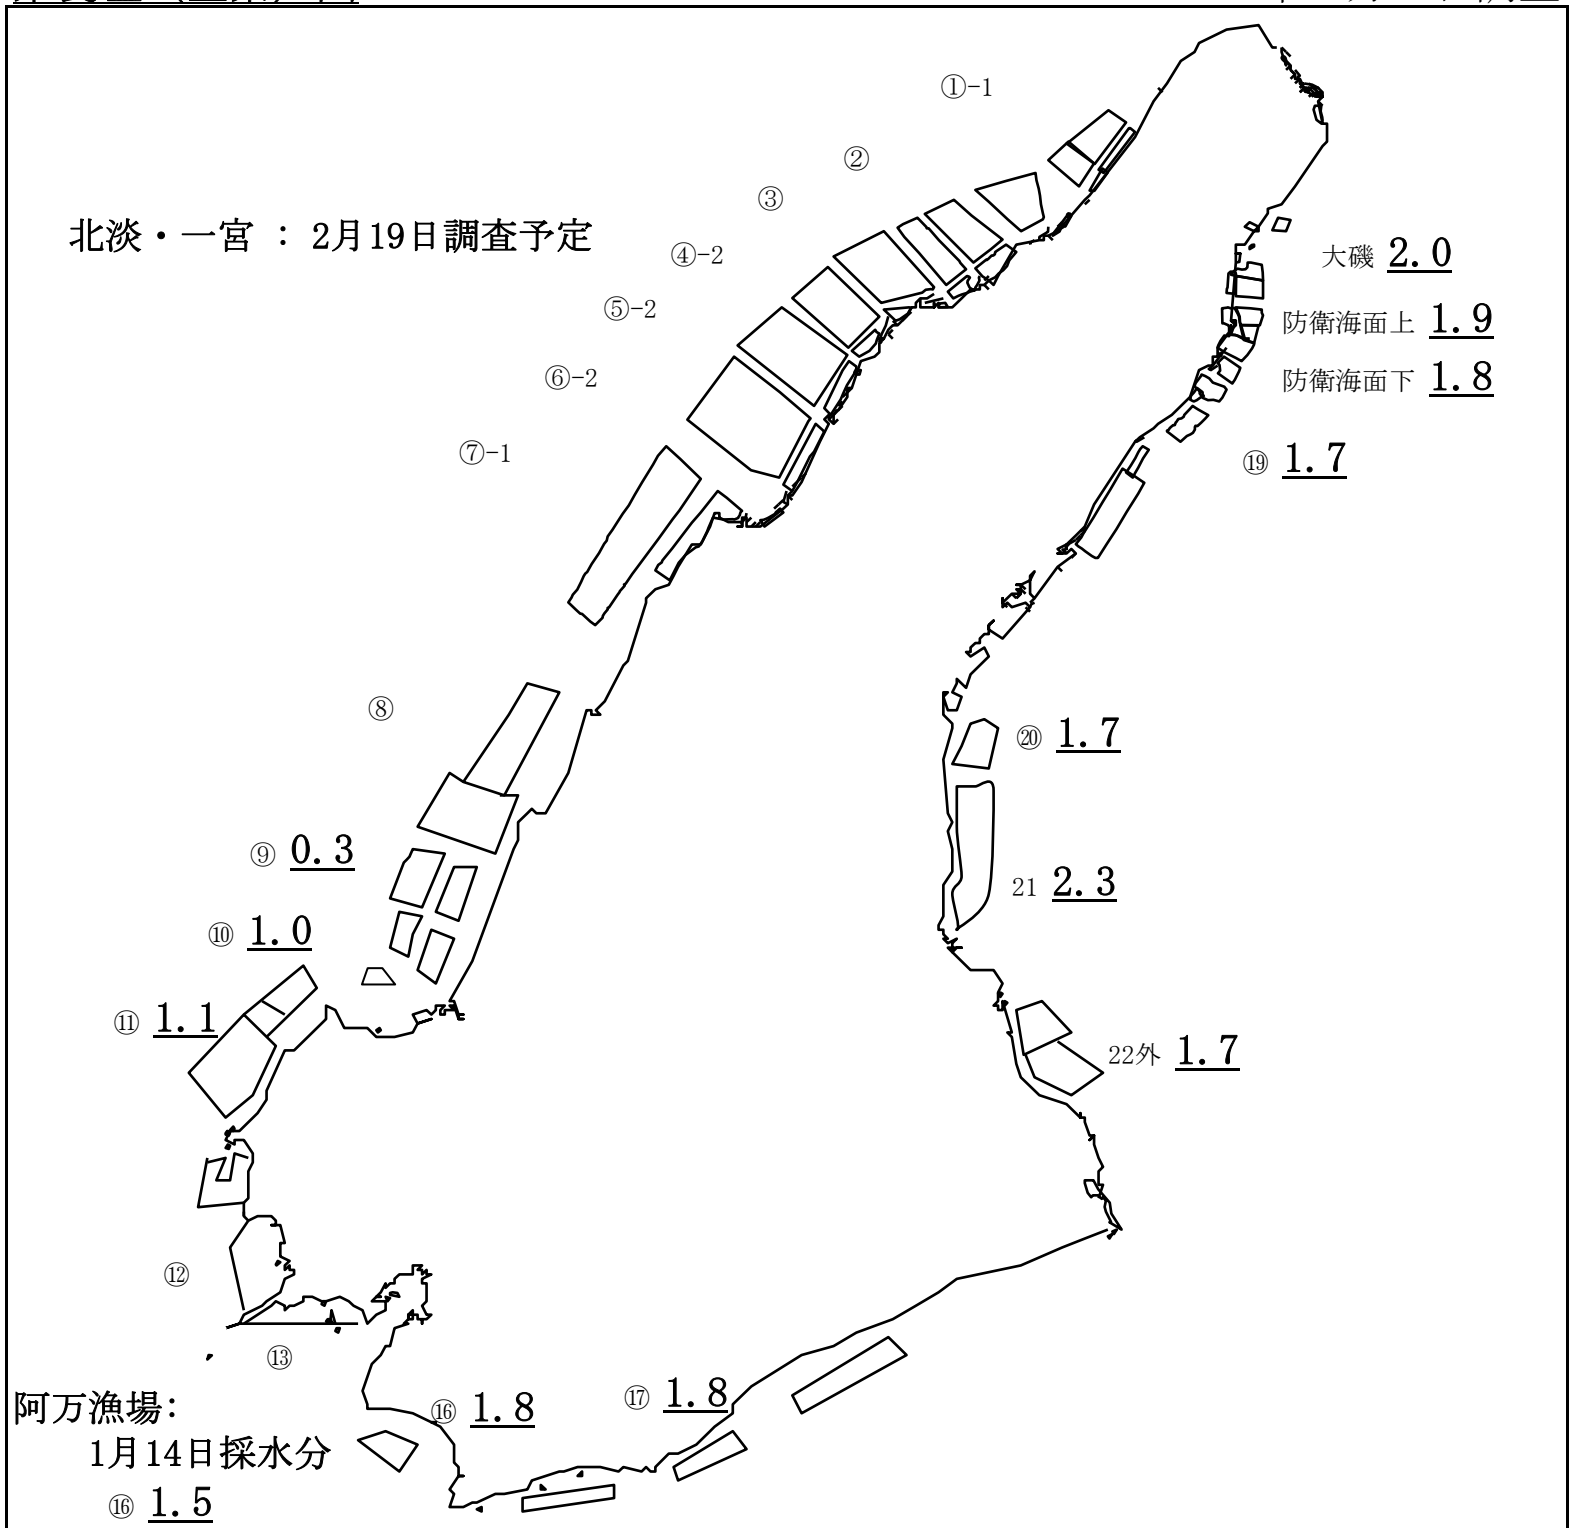 ①-1
②
③
北淡・一宮 : 2月19日調査予定
④-2
大磯 2.0
⑤-2
防衛海面上 1.9
⑥-2
防衛海面下 1.8
⑦-1
⑲ 1.7
⑧
⑳ 1.7
⑨ 0.3
21 2.3
⑩ 1.0
⑪ 1.1
22外 1.7
⑫
⑬
阿万漁場:
1月14日採水分
⑯ 1.5
⑯ 1.8
⑰ 1.8